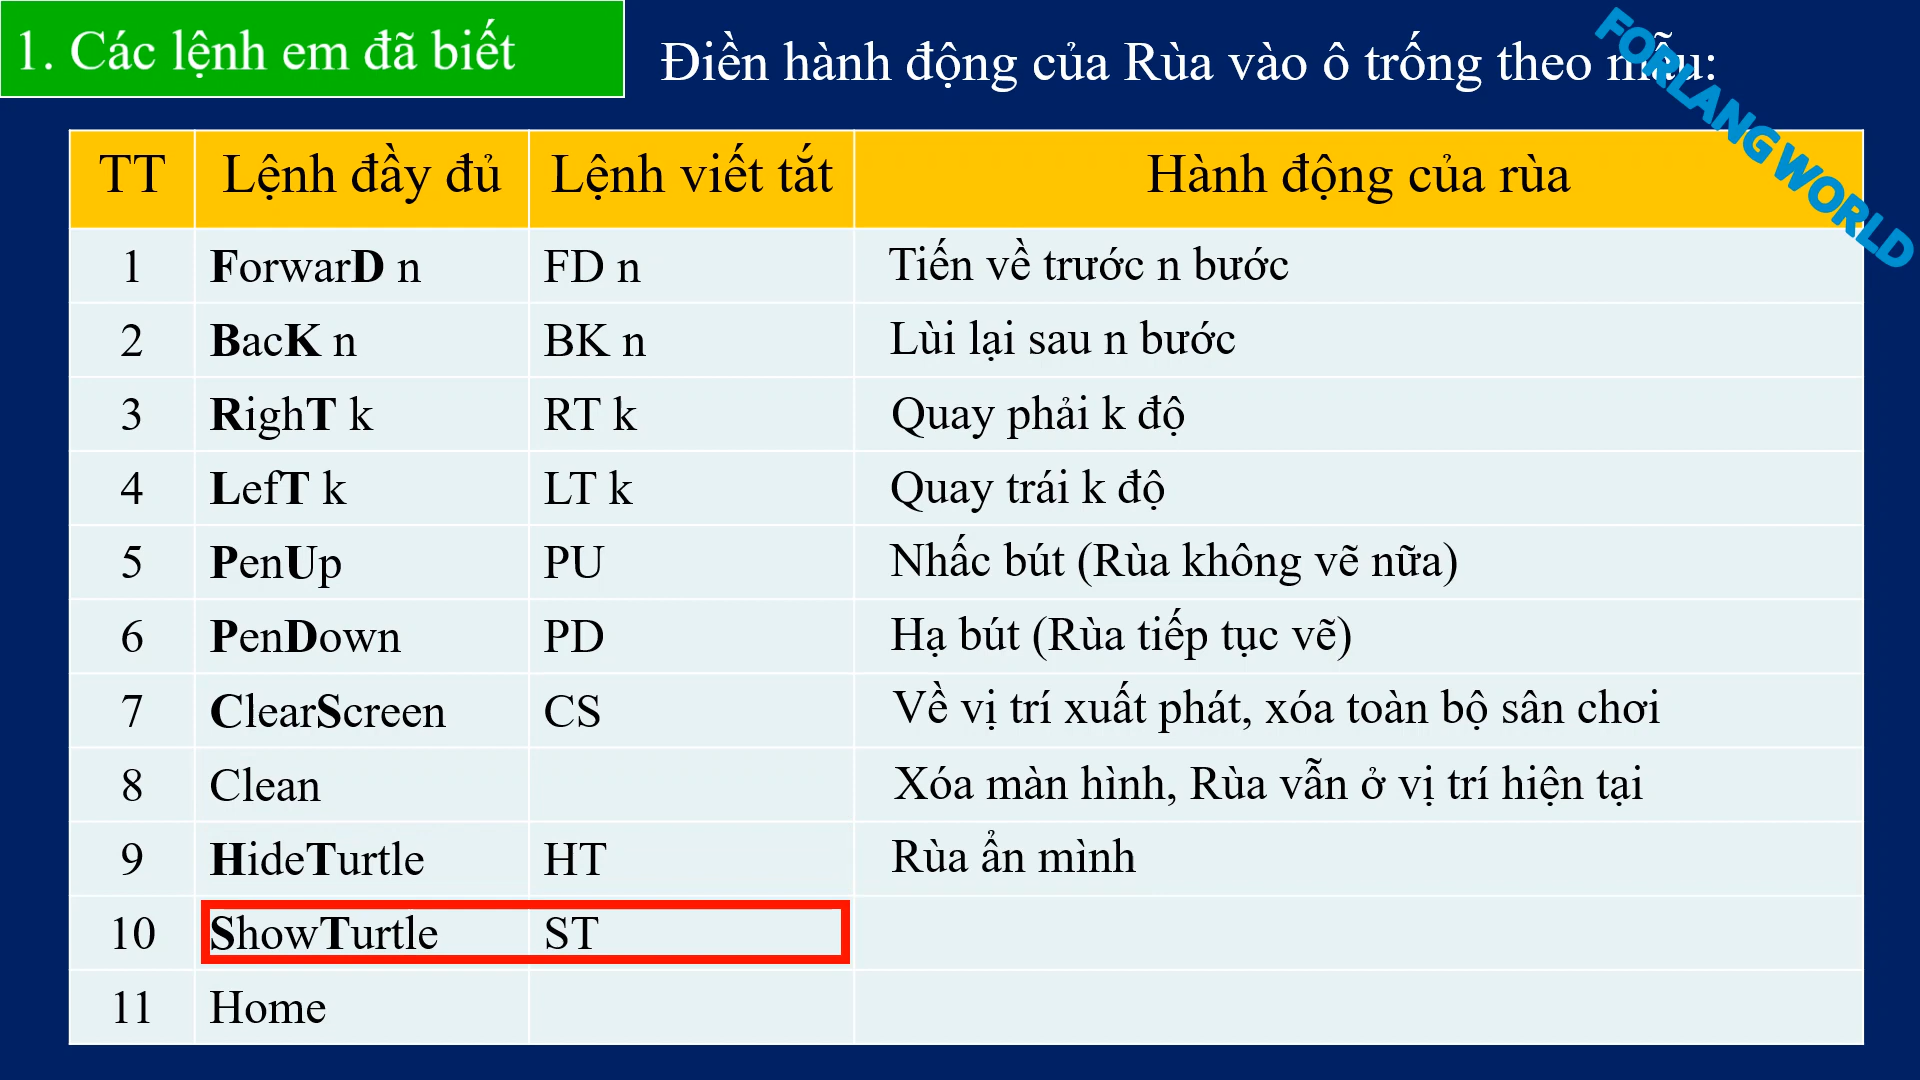 1. Các lệnh em đã biết
Điền hành động của Rùa vào ô trống theo mẫu:
FORLANG WORLD
TT Lệnh đầy đủ Lệnh viết tắt Hành động của rùa
1 ForwarD n FD n Tiến về trước n bước
2 BacK n BK n Lùi lại sau n bước
3 RighT k RT k Quay phải k độ
4 LefT k LT k Quay trái k độ
5 PenUp PU Nhấc bút (Rùa không vẽ nữa)
6 PenDown PD Hạ bút (Rùa tiếp tục vẽ)
7 ClearScreen CS Về vị trí xuất phát, xóa toàn bộ sân chơi
8 Clean Xóa màn hình, Rùa vẫn ở vị trí hiện tại
9 HideTurtle HT Rùa ẩn mình
10 ShowTurtle ST
11 Home